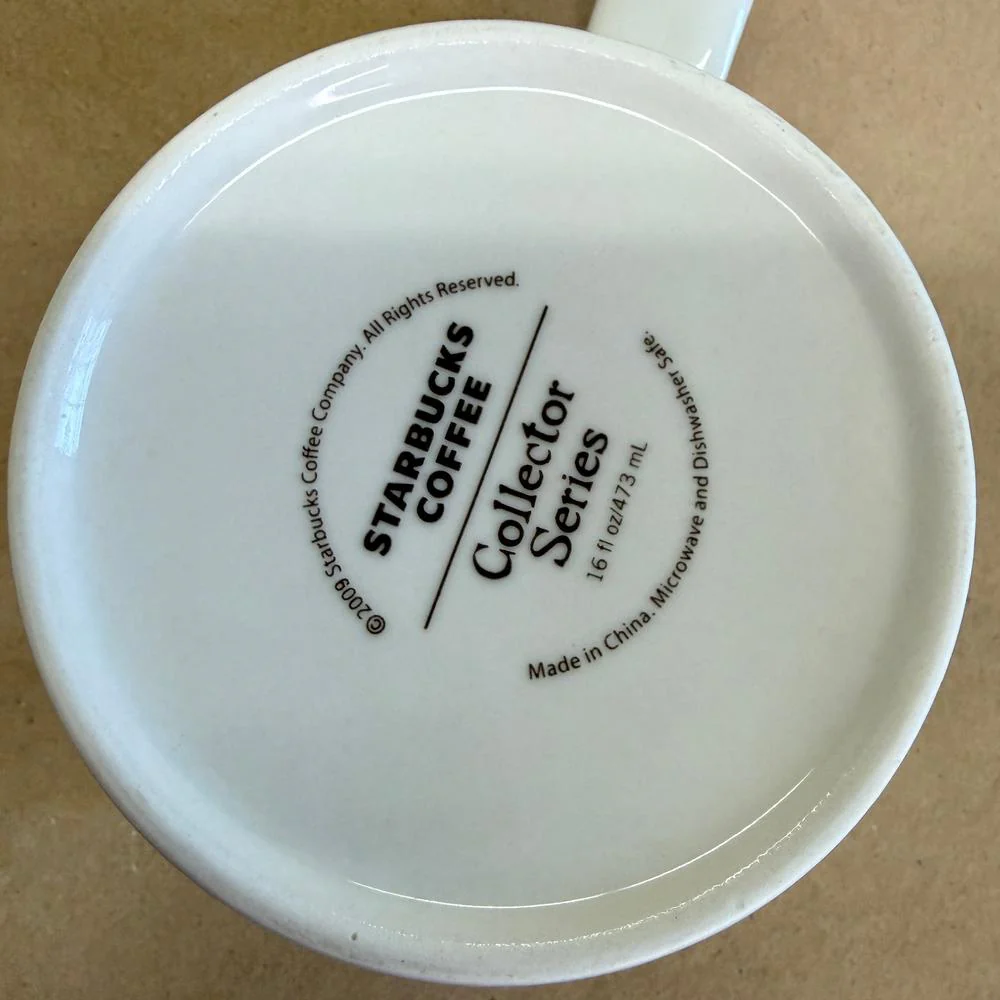 ©2009 Starbucks Coffee Company. All Rights Reserved.
STARBUCKS
COFFEE
Collector
Series
16 fl oz/473 mL
Made in China. Microwave and Dishwasher Safe.